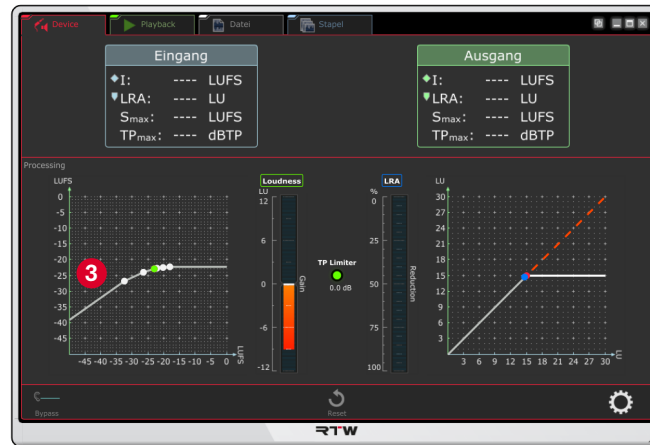 Device Playback Datei Stapel
Eingang Ausgang
I: ---- LUFS I: ---- LUFS
LRA: ---- LU LRA: ---- LU
Smax: ---- LUFS Smax: ---- LUFS
TPmax: ---- dBTP TPmax: ---- dBTP
Processing
LUFS Loudness LRA LU
LU %
0 12 0 30
-5 27
-10 24
-15 6 25 21
-20 TP Limiter 18
3 -25 0 Gain 0.0 dB 50 Reduction 15
-30 12
-35 -6 75 9
-40 6
-45 3
-12 100
-45 -40 -35 -30 -25 -20 -15 -10 -5 0 LUFS 3 6 9 12 15 18 21 24 27 30 LU
Bypass Reset
RTW